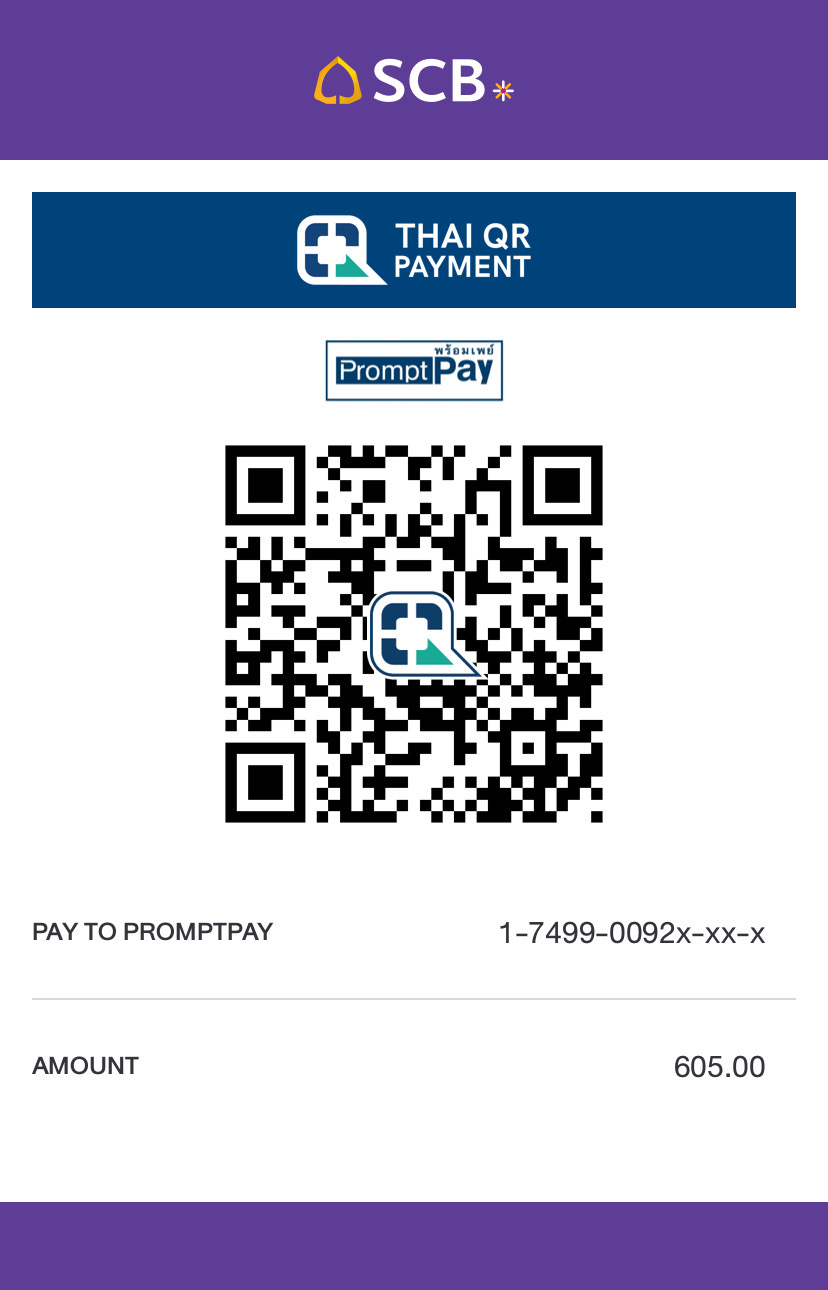 SCB
THAI QR
PAYMENT
พร้อมเพย์
PromptPay
PAY TO PROMPTPAY 1-7499-0092x-xx-x
AMOUNT 605.00